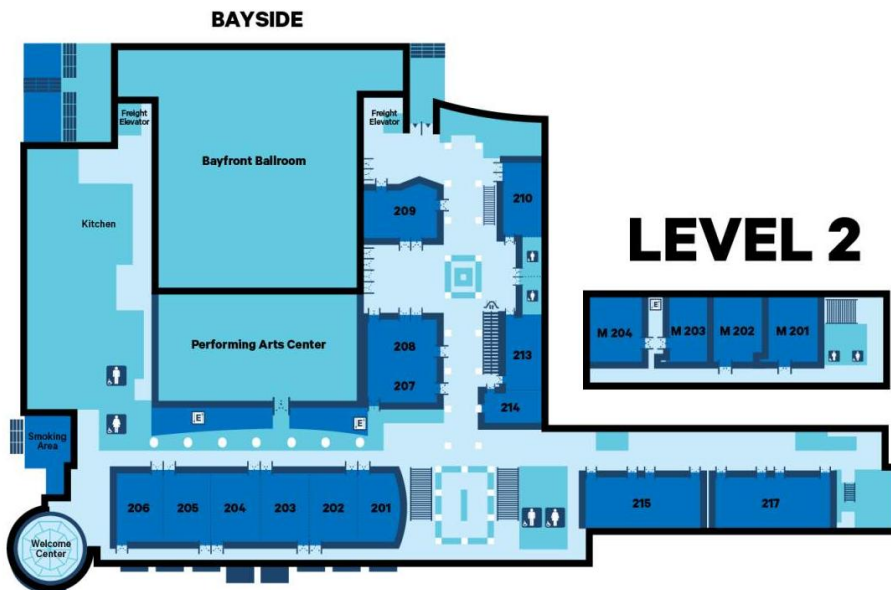 BAYSIDE
Freight
Elevator
Freight
Elevator
Bayfront Ballroom
210
209
Kitchen
LEVEL 2
E
M 204
M 203
M 202
M 201
Performing Arts Center
208
213
207
214
E
E
Smoking
Area
206
205
204
203
202
201
215
217
Welcome
Center